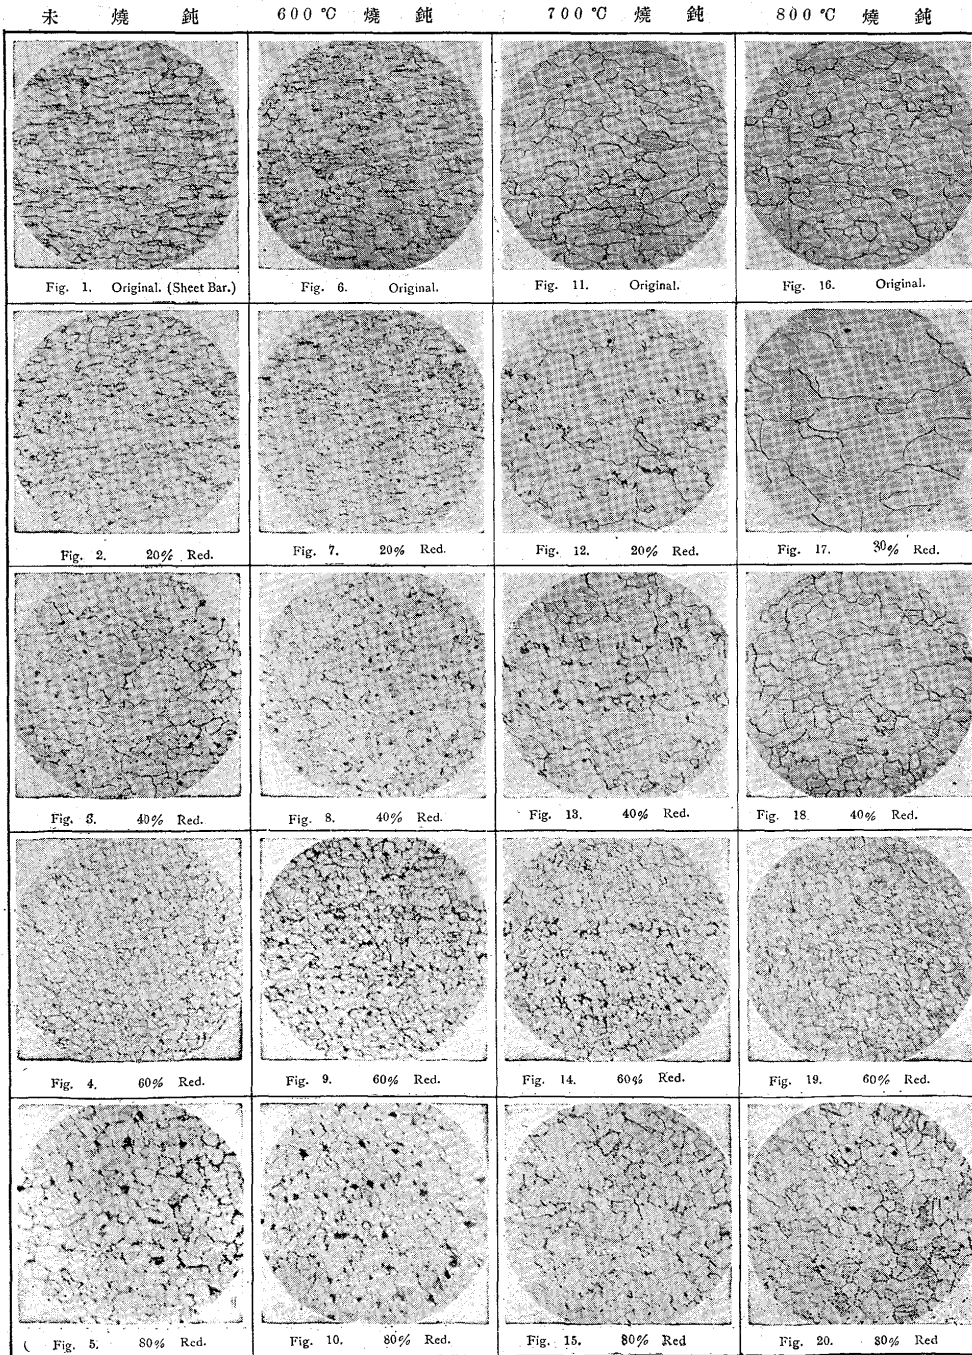 未 燒 鈍 600℃ 燒 鈍 700℃ 燒 鈍 800℃ 燒 鈍
Fig. 1. Original. (Sheet Bar.) Fig. 6. Original. Fig. 11. Original. Fig. 16. Original.
Fig. 2. 20% Red. Fig. 7. 20% Red. Fig. 12. 20% Red. Fig. 17. 30% Red.
Fig. 3. 40% Red. Fig. 8. 40% Red. Fig. 13. 40% Red. Fig. 18. 40% Red.
Fig. 4. 60% Red. Fig. 9. 60% Red. Fig. 14. 60% Red. Fig. 19. 60% Red.
Fig. 5. 80% Red. Fig. 10. 80% Red. Fig. 15. 80% Red Fig. 20. 80% Red